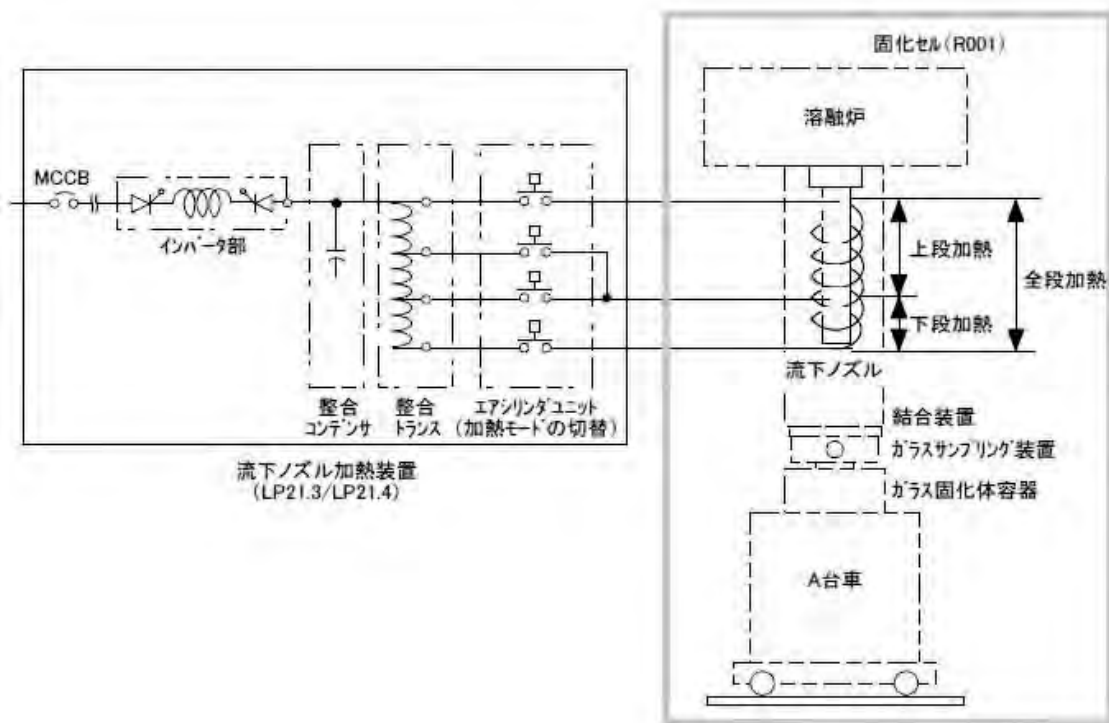 固化セル(R001)
溶融炉
MCCB
インバータ部
上段加熱
全段加熱
下段加熱
流下ノズル
整合
コンデンサ
整合
トランス
エアシリンダユニット
(加熱モードの切替)
結合装置
ガラスサンプリング装置
ガラス固化体容器
流下ノズル加熱装置
(LP21.3/LP21.4)
A台車